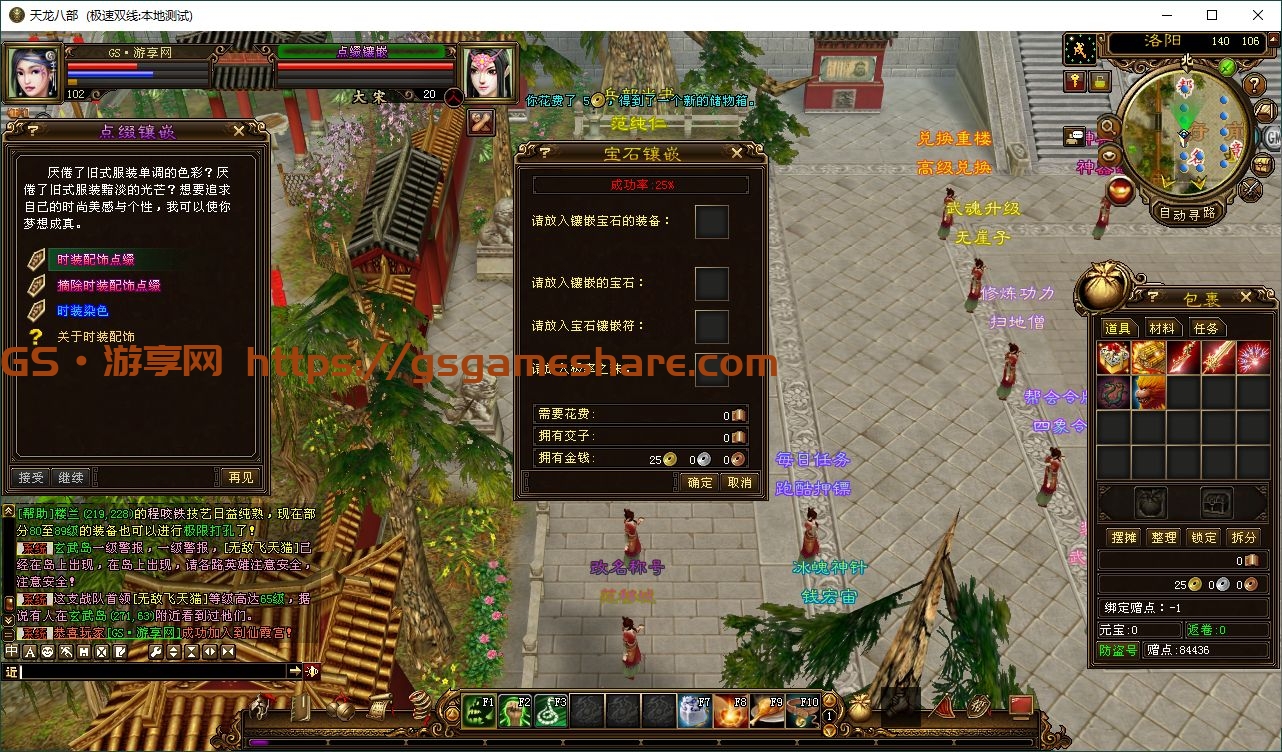 天龙八部 (极速双线:本地测试)
GS·游享网
102
点缀镶嵌
大宋
20
你花费了 5 ,得到了一个新的储物箱。
范纯仁
洛阳 140 106
北
自动寻路
GM
兑换重楼
高级兑换
武魂升级
无崖子
修炼功力
扫地僧
四象令
每日任务
跑酷押镖
改名称号
冰魄神针
钱宏宙
点缀镶嵌
厌倦了旧式服装单调的色彩?厌
倦了旧式服装黯淡的光芒?想要追求
自己的时尚美感与个性,我可以使你
梦想成真。
时装配饰点缀
摘除时装配饰点缀
时装染色
关于时装配饰
接受 继续 再见
宝石镶嵌
成功率:25%
请放入镶嵌宝石的装备:
请放入镶嵌的宝石:
请放入宝石镶嵌符:
需要花费: 0
拥有交子: 0
拥有金钱: 25 0 0
确定 取消
GS·游享网 https://gsgameshare.com
包裹
道具 材料 任务
摆摊 整理 锁定 拆分
0
25 0 0
绑定赠点:-1
元宝:0 返卷:0
防盗号 赠点:84436
[帮助]楼兰(219,228)的程咬铁技艺日益纯熟,现在部
分80至89级的装备也可以进行极限打孔了!
系统 玄武岛一级警报,一级警报,[无敌飞天猫]已
经在岛上出现,在岛上出现,请各路英雄注意安全,
注意安全!
系统 这支战队首领[无敌飞天猫]等级高达65级,据
说有人在玄武岛(271,63)附近看到过他们。
系统 恭喜玩家[GS·游享网]成功加入到仙霞宫!
近
F1 F2 F3 F7 F8 F9 F10
1